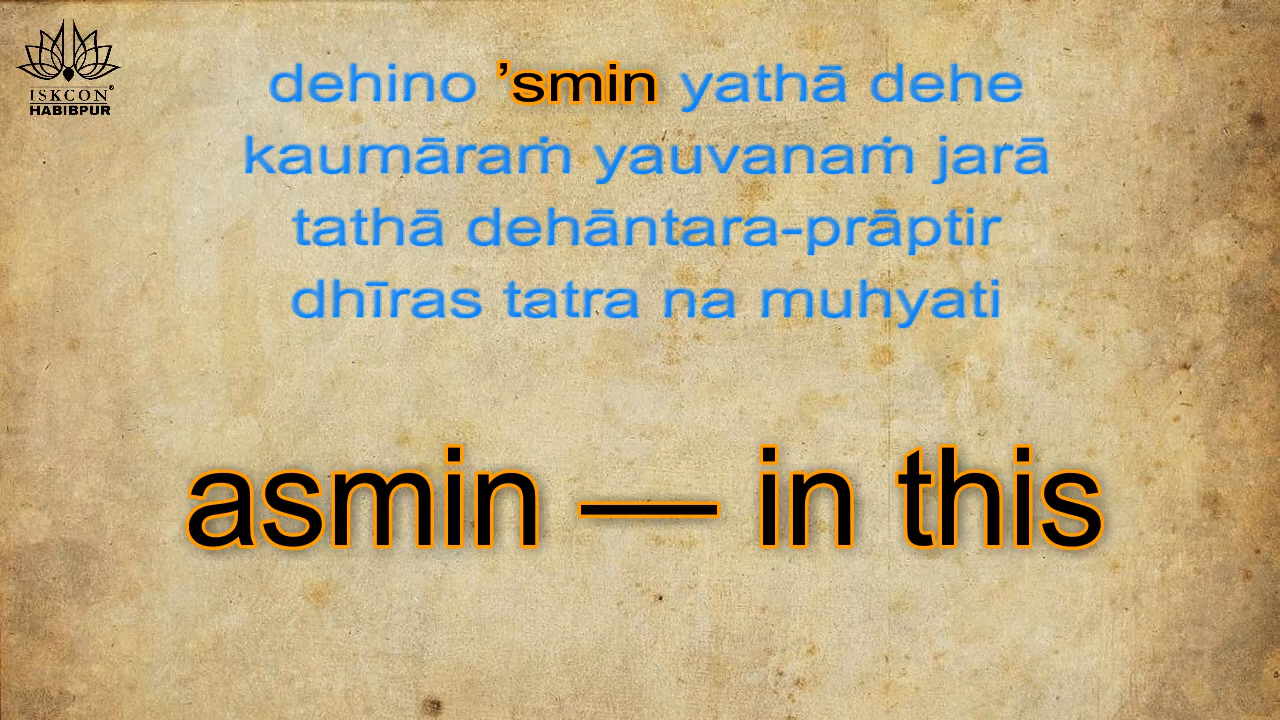 ISKCON®
HABIBPUR
dehino ’smin yathā dehe
kaumāraṁ yauvanaṁ jarā
tathā dehāntara-prāptir
dhīras tatra na muhyati
asmin — in this